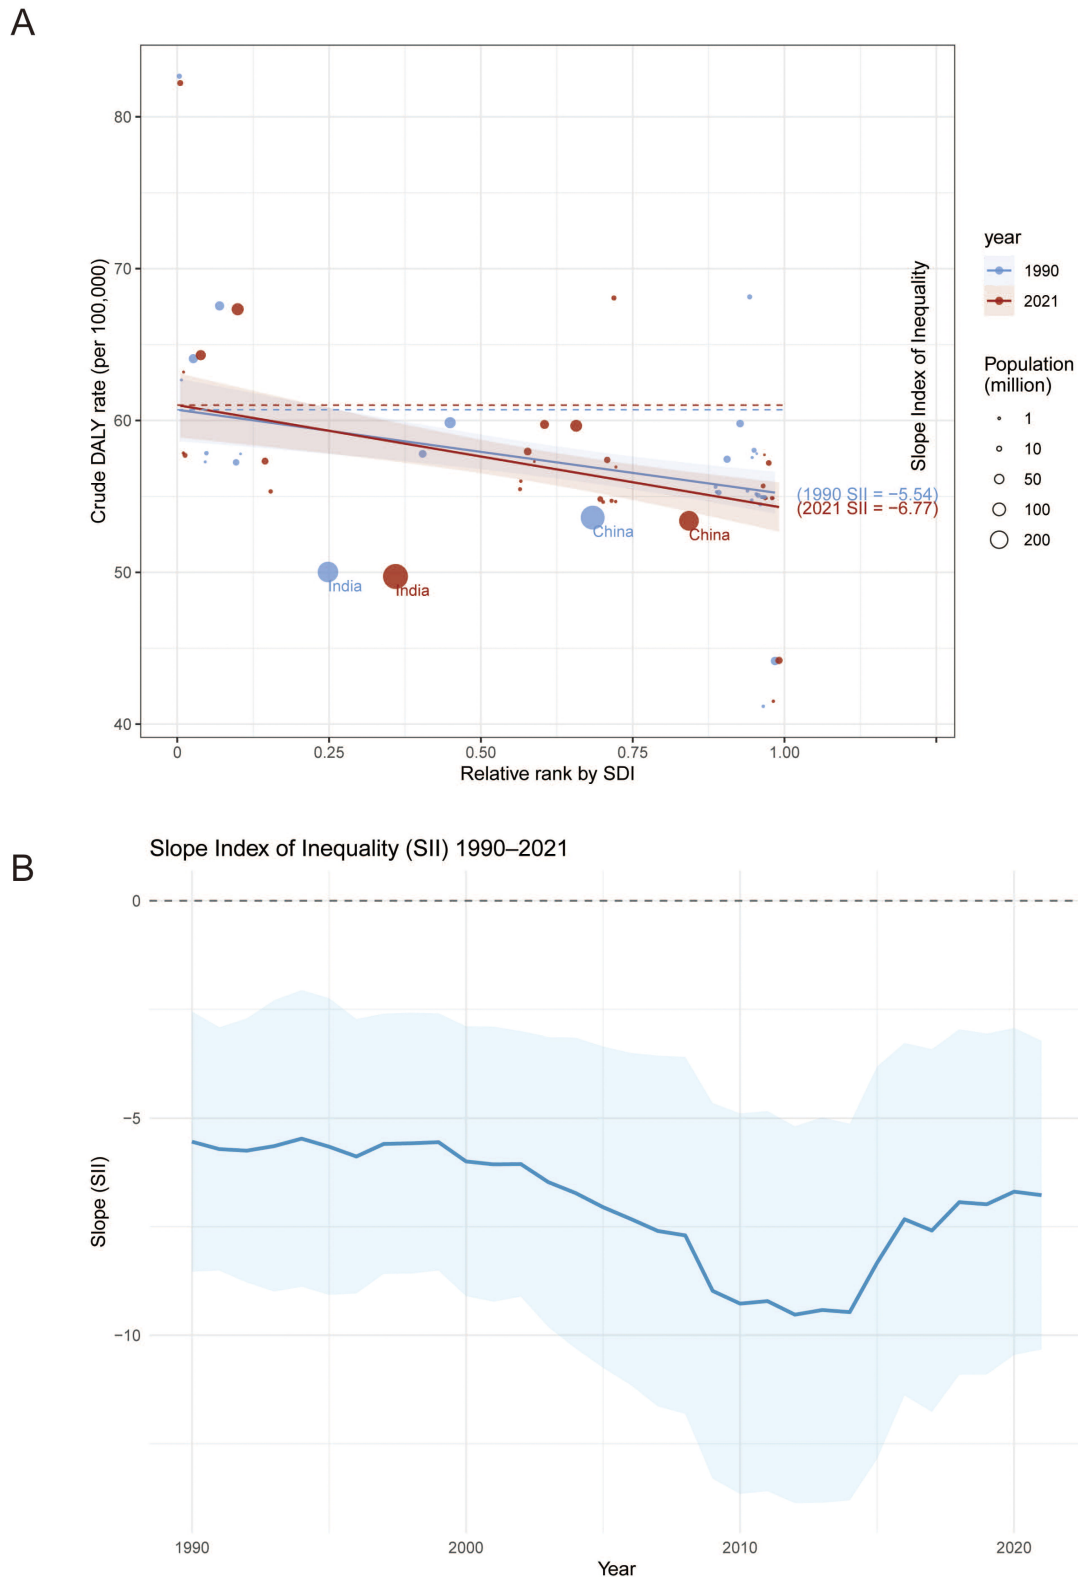 A
80
70
60
50
40
Crude DALY rate (per 100,000)
0
0.25
0.50
0.75
1.00
Relative rank by SDI
India
India
China
China
(1990 SII = −5.54)
(2021 SII = −6.77)
Slope Index of Inequality
year
1990
2021
Population
(million)
1
10
50
100
200
B
Slope Index of Inequality (SII) 1990–2021
0
−5
−10
Slope (SII)
1990
2000
2010
2020
Year